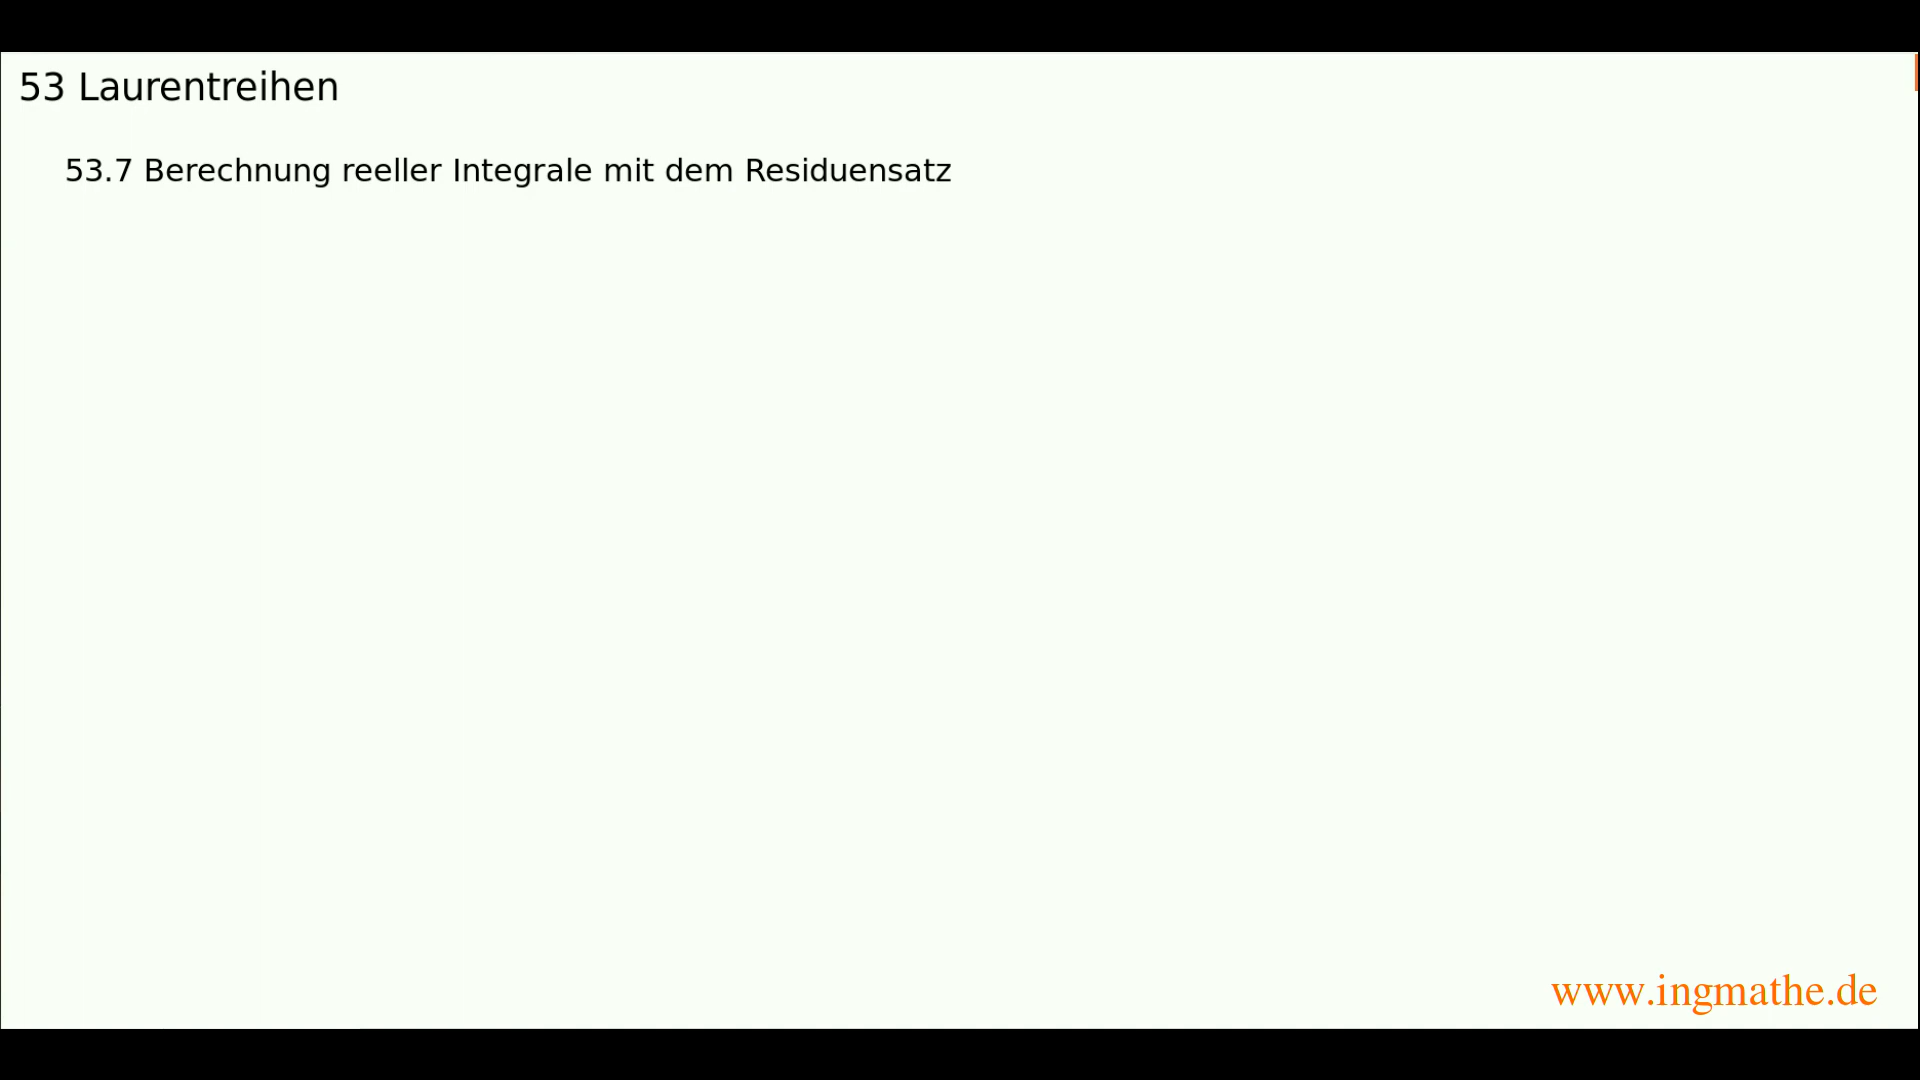 53 Laurentreihen
53.7 Berechnung reeller Integrale mit dem Residuensatz
www.ingmathe.de